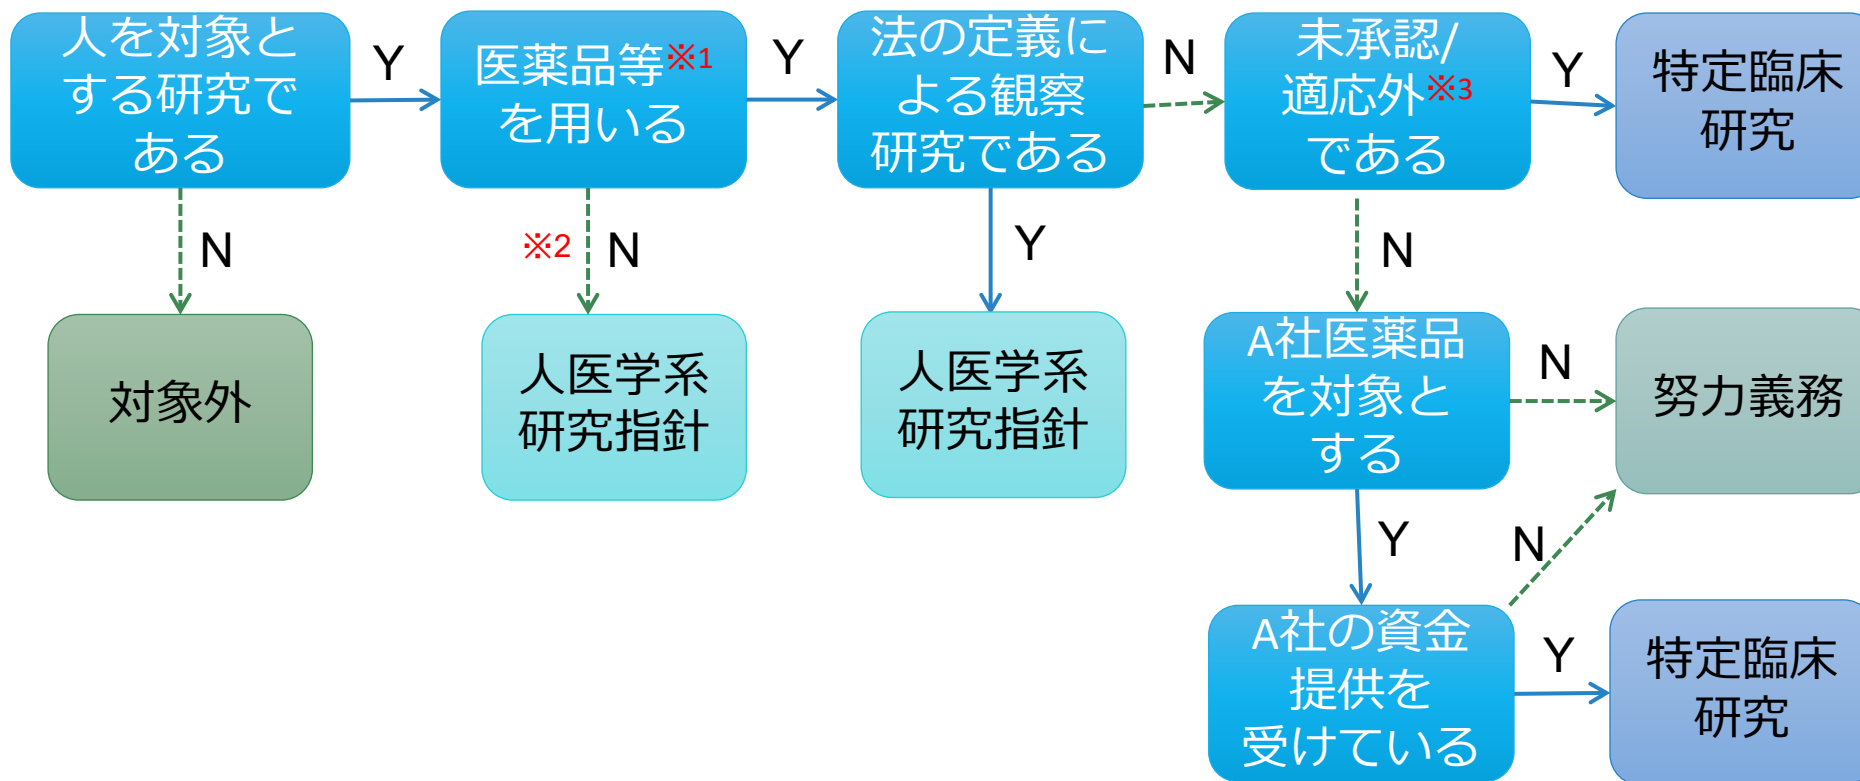 人を対象と
する研究で
ある
Y
医薬品等※1
を用いる
Y
法の定義に
よる観察
研究である
N
未承認/
適応外※3
である
Y
特定臨床
研究
N
※2
N
Y
N
対象外
人医学系
研究指針
人医学系
研究指針
A社医薬品
を対象と
する
N
努力義務
Y
N
A社の資金
提供を
受けている
Y
特定臨床
研究